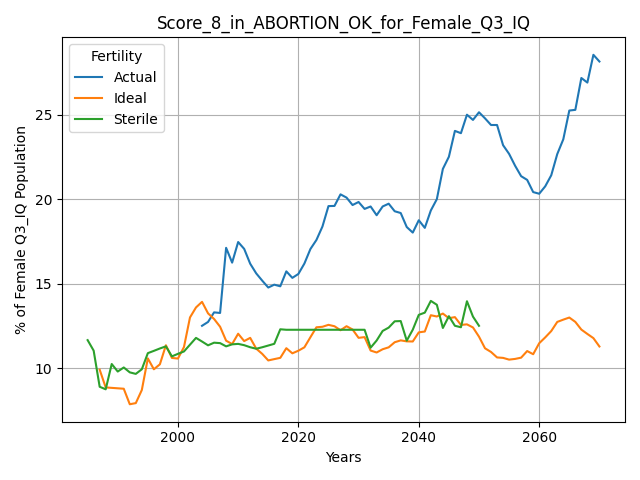 Score_8_in_ABORTION_OK_for_Female_Q3_IQ
Fertility
Actual
Ideal
Sterile
% of Female Q3_IQ Population
25
20
15
10
2000 2020 2040 2060
Years